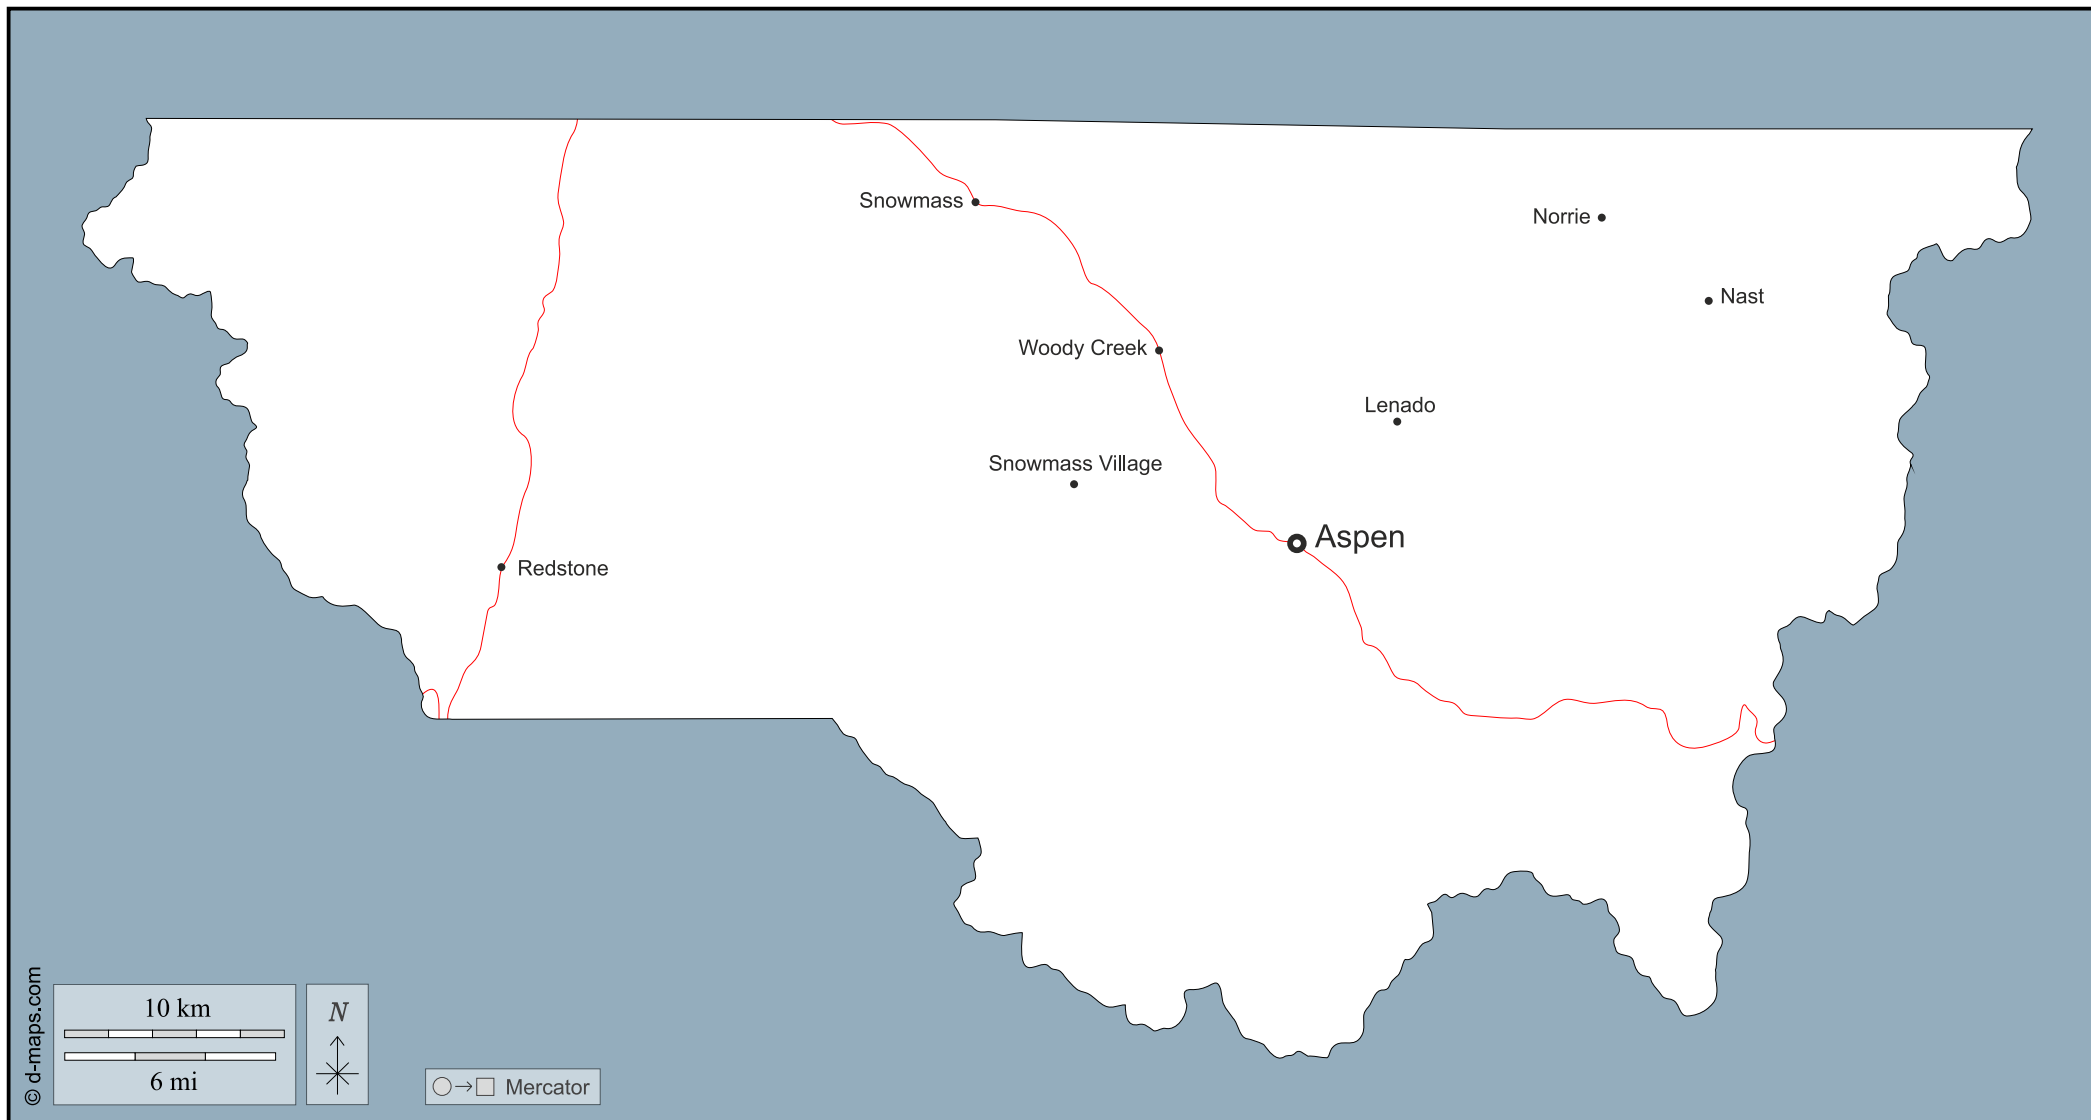 Snowmass
Norrie
Nast
Woody Creek
Lenado
Snowmass Village
Aspen
Redstone
© d-maps.com
10 km
6 mi
N
Mercator